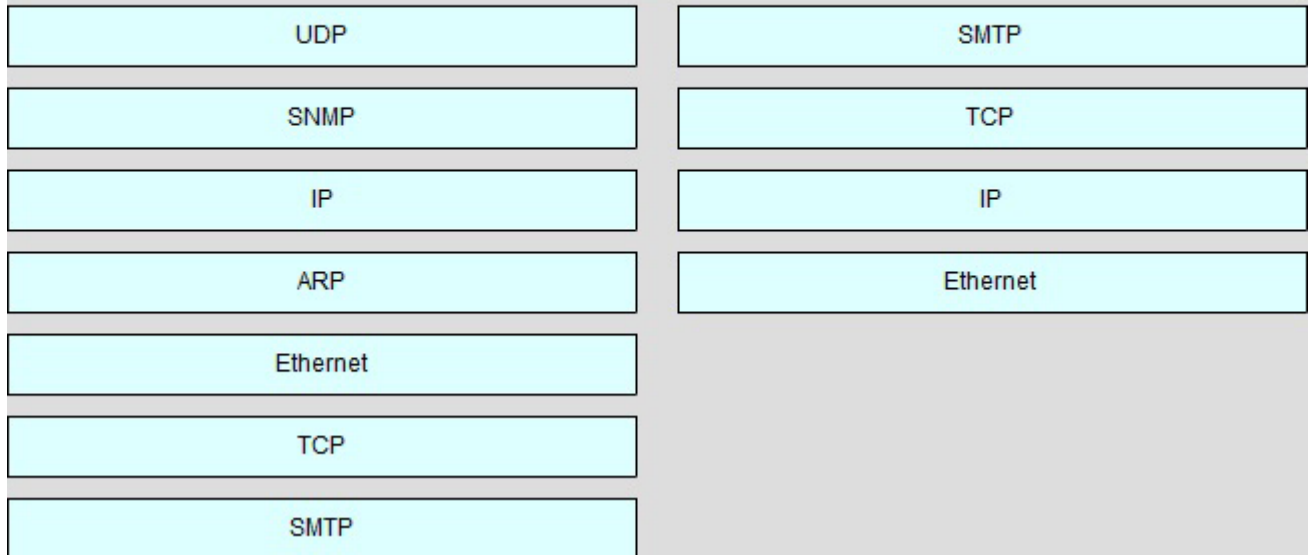 UDP
SNMP
IP
ARP
Ethernet
TCP
SMTP
SMTP
TCP
IP
Ethernet